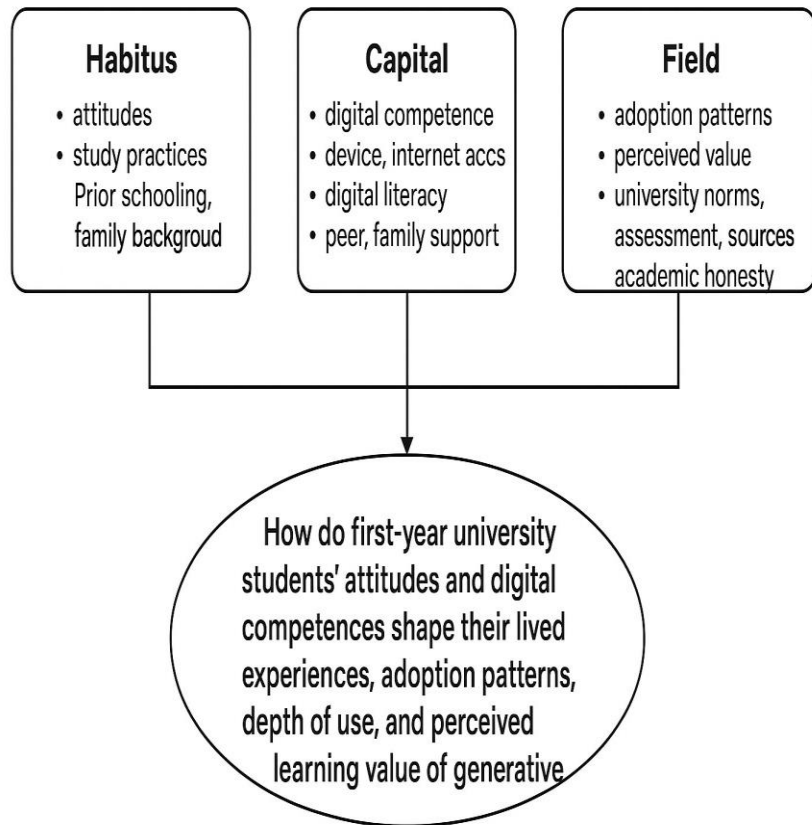 Habitus
• attitudes
• study practices
Prior schooling,
family backgroud
Capital
• digital competence
• device, internet accs
• digital literacy
• peer, family support
Field
• adoption patterns
• perceived value
• university norms,
assessment, sources
academic honesty
How do first-year university
students’ attitudes and digital
competences shape their lived
experiences, adoption patterns,
depth of use, and perceived
learning value of generative